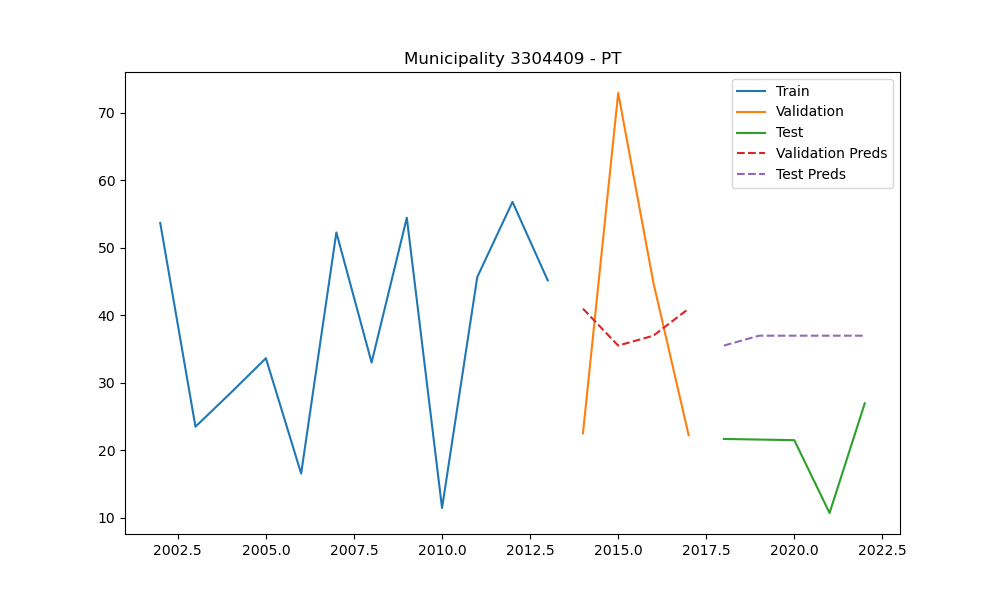 Municipality 3304409 - PT
Train
Validation
Test
Validation Preds
Test Preds
70
60
50
40
30
20
10
2002.5 2005.0 2007.5 2010.0 2012.5 2015.0 2017.5 2020.0 2022.5